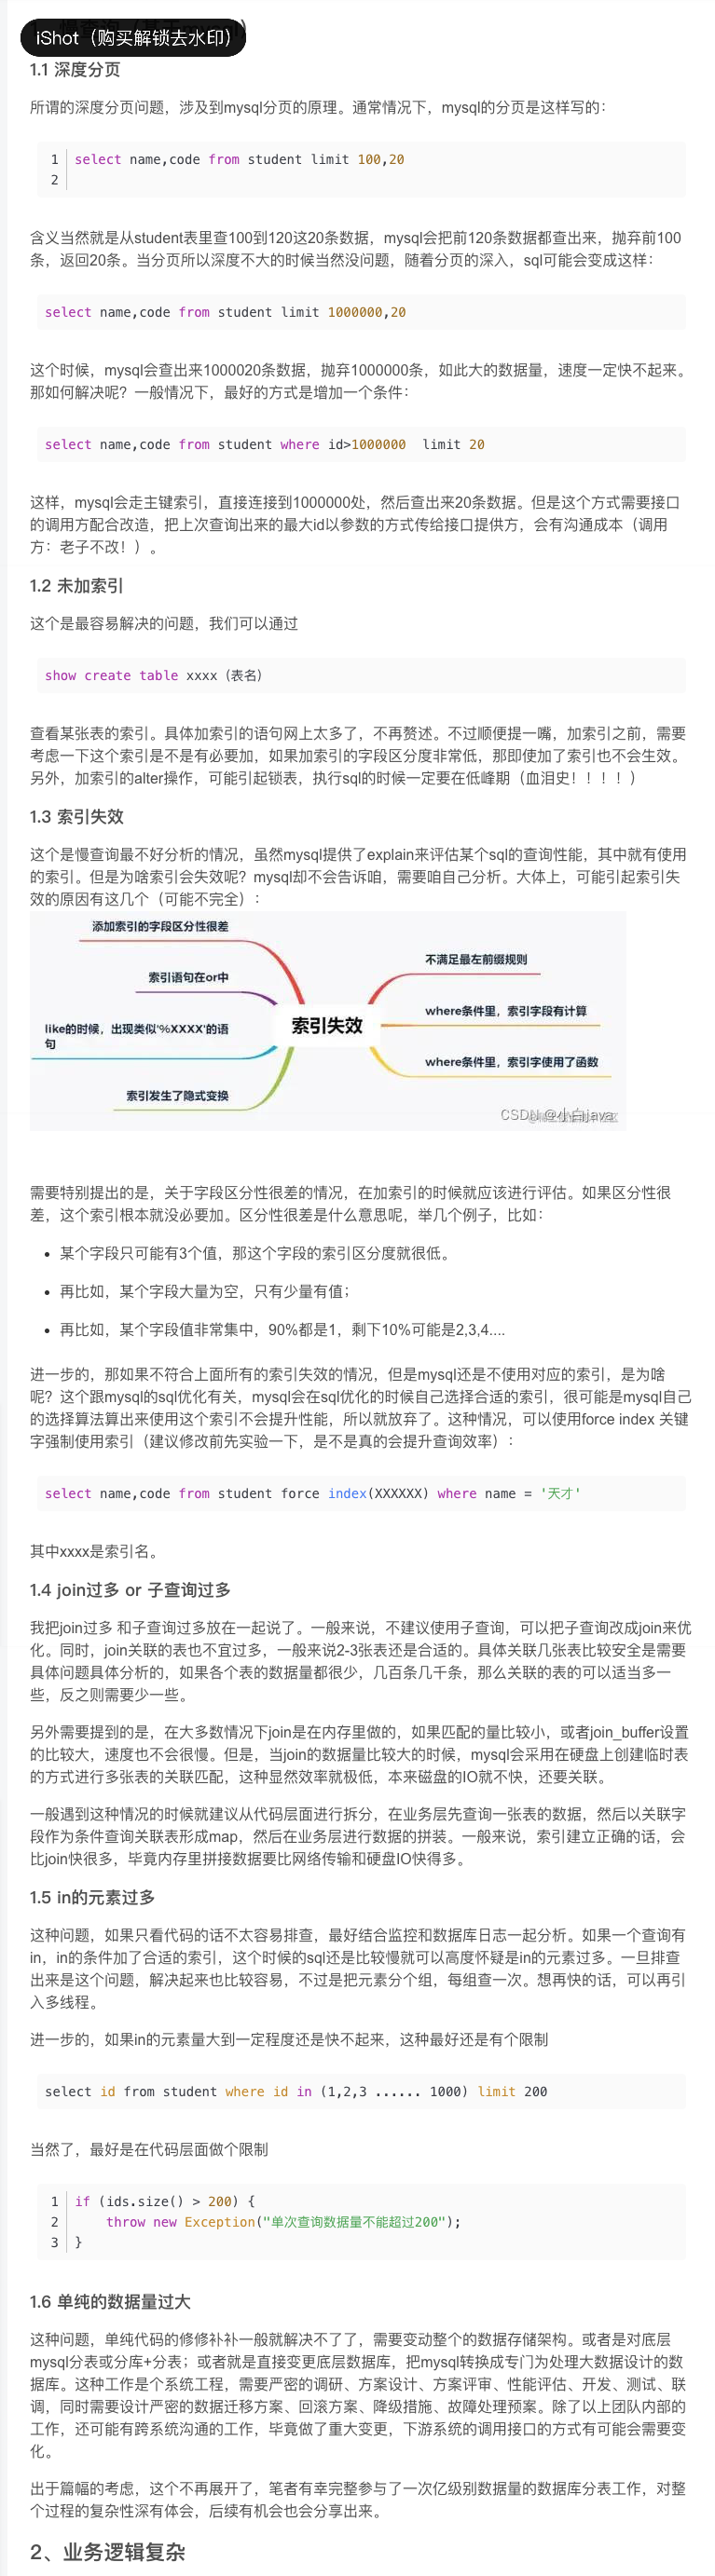 iShot（购买解锁去水印）
1.1 深度分页
所谓的深度分页问题，涉及到mysql分页的原理。通常情况下，mysql的分页是这样写的：
1 select name,code from student limit 100,20
2
含义当然就是从student表里查100到120这20条数据，mysql会把前120条数据都查出来，抛弃前100
条，返回20条。当分页所以深度不大的时候当然没问题，随着分页的深入，sql可能会变成这样：
select name,code from student limit 1000000,20
这个时候，mysql会查出来1000020条数据，抛弃1000000条，如此大的数据量，速度一定快不起来。
那如何解决呢？一般情况下，最好的方式是增加一个条件：
select name,code from student where id>1000000  limit 20
这样，mysql会走主键索引，直接连接到1000000处，然后查出来20条数据。但是这个方式需要接口
的调用方配合改造，把上次查询出来的最大id以参数的方式传给接口提供方，会有沟通成本（调用
方：老子不改！）。
1.2 未加索引
这个是最容易解决的问题，我们可以通过
show create table xxxx（表名）
查看某张表的索引。具体加索引的语句网上太多了，不再赘述。不过顺便提一嘴，加索引之前，需要
考虑一下这个索引是不是有必要加，如果加索引的字段区分度非常低，那即使加了索引也不会生效。
另外，加索引的alter操作，可能引起锁表，执行sql的时候一定要在低峰期（血泪史！！！！）
1.3 索引失效
这个是慢查询最不好分析的情况，虽然mysql提供了explain来评估某个sql的查询性能，其中就有使用
的索引。但是为啥索引会失效呢？mysql却不会告诉咱，需要咱自己分析。大体上，可能引起索引失
效的原因有这几个（可能不完全）：
添加索引的字段区分性很差
索引语句在or中
like的时候，出现类似'%XXXX'的语
句
索引发生了隐式变换
索引失效
不满足最左前缀规则
where条件里，索引字段有计算
where条件里，索引字使用了函数
CSDN @小白java
需要特别提出的是，关于字段区分性很差的情况，在加索引的时候就应该进行评估。如果区分性很
差，这个索引根本就没必要加。区分性很差是什么意思呢，举几个例子，比如：
• 某个字段只可能有3个值，那这个字段的索引区分度就很低。
• 再比如，某个字段大量为空，只有少量有值；
• 再比如，某个字段值非常集中，90%都是1，剩下10%可能是2,3,4....
进一步的，那如果不符合上面所有的索引失效的情况，但是mysql还是不使用对应的索引，是为啥
呢？这个跟mysql的sql优化有关，mysql会在sql优化的时候自己选择合适的索引，很可能是mysql自己
的选择算法算出来使用这个索引不会提升性能，所以就放弃了。这种情况，可以使用force index 关键
字强制使用索引（建议修改前先实验一下，是不是真的会提升查询效率）：
select name,code from student force index(XXXXXX) where name = '天才'
其中xxxx是索引名。
1.4 join过多 or 子查询过多
我把join过多 和子查询过多放在一起说了。一般来说，不建议使用子查询，可以把子查询改成join来优
化。同时，join关联的表也不宜过多，一般来说2-3张表还是合适的。具体关联几张表比较安全是需要
具体问题具体分析的，如果各个表的数据量都很少，几百条几千条，那么关联的表的可以适当多一
些，反之则需要少一些。
另外需要提到的是，在大多数情况下join是在内存里做的，如果匹配的量比较小，或者join_buffer设置
的比较大，速度也不会很慢。但是，当join的数据量比较大的时候，mysql会采用在硬盘上创建临时表
的方式进行多张表的关联匹配，这种显然效率就极低，本来磁盘的IO就不快，还要关联。
一般遇到这种情况的时候就建议从代码层面进行拆分，在业务层先查询一张表的数据，然后以关联字
段作为条件查询关联表形成map，然后在业务层进行数据的拼装。一般来说，索引建立正确的话，会
比join快很多，毕竟内存里拼接数据要比网络传输和硬盘IO快得多。
1.5 in的元素过多
这种问题，如果只看代码的话不太容易排查，最好结合监控和数据库日志一起分析。如果一个查询有
in，in的条件加了合适的索引，这个时候的sql还是比较慢就可以高度怀疑是in的元素过多。一旦排查
出来是这个问题，解决起来也比较容易，不过是把元素分个组，每组查一次。想再快的话，可以再引
入多线程。
进一步的，如果in的元素量大到一定程度还是快不起来，这种最好还是有个限制
select id from student where id in (1,2,3 ...... 1000) limit 200
当然了，最好是在代码层面做个限制
1 if (ids.size() > 200) {
2     throw new Exception("单次查询数据量不能超过200");
3 }
1.6 单纯的数据量过大
这种问题，单纯代码的修修补补一般就解决不了了，需要变动整个的数据存储架构。或者是对底层
mysql分表或分库+分表；或者就是直接变更底层数据库，把mysql转换成专门为处理大数据设计的数
据库。这种工作是个系统工程，需要严密的调研、方案设计、方案评审、性能评估、开发、测试、联
调，同时需要设计严密的数据迁移方案、回滚方案、降级措施、故障处理预案。除了以上团队内部的
工作，还可能有跨系统沟通的工作，毕竟做了重大变更，下游系统的调用接口的方式有可能会需要变
化。
出于篇幅的考虑，这个不再展开了，笔者有幸完整参与了一次亿级别数据量的数据库分表工作，对整
个过程的复杂性深有体会，后续有机会也会分享出来。
2、业务逻辑复杂